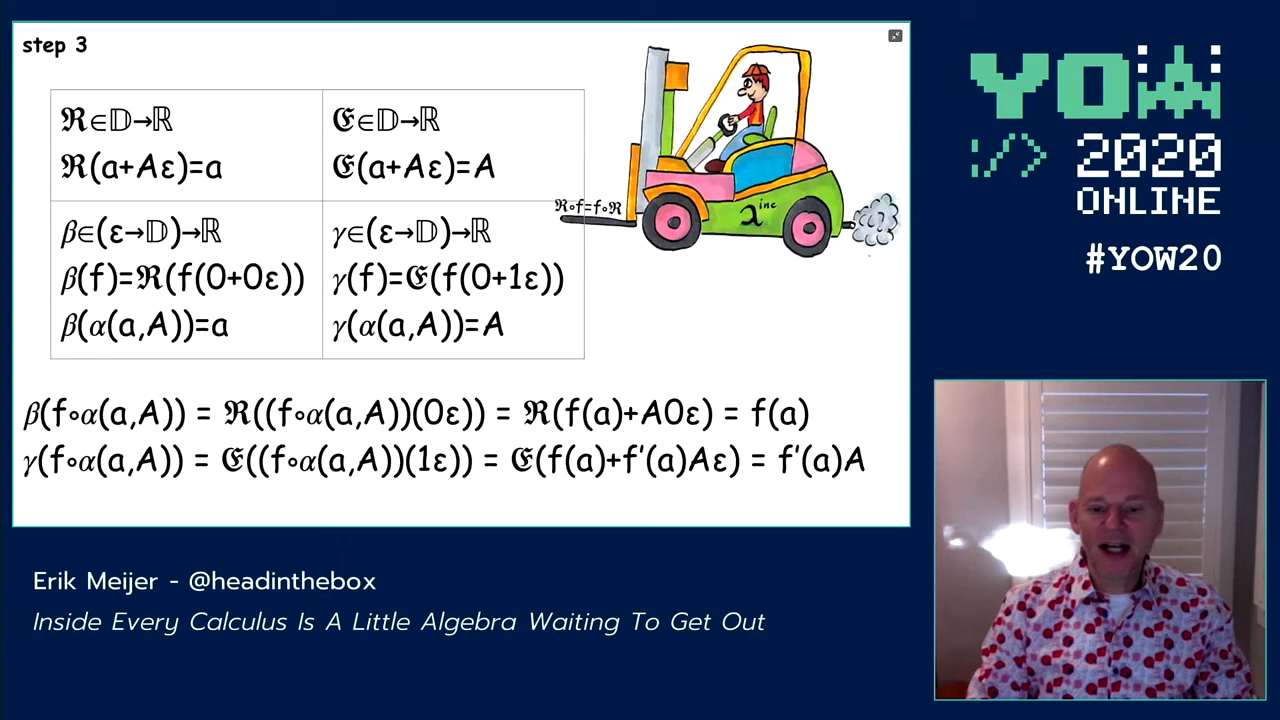 step 3
ℜ∈𝔻→ℝ
ℜ(a+Aε)=a
𝔈∈𝔻→ℝ
𝔈(a+Aε)=A
β∈(ε→𝔻)→ℝ
β(f)=ℜ(f(0+0ε))
β(α(a,A))=a
γ∈(ε→𝔻)→ℝ
γ(f)=𝔈(f(0+1ε))
γ(α(a,A))=A
ℜ∘f=f∘ℜ
λinc
β(f∘α(a,A)) = ℜ((f∘α(a,A))(0ε)) = ℜ(f(a)+A0ε) = f(a)
γ(f∘α(a,A)) = 𝔈((f∘α(a,A))(1ε)) = 𝔈(f(a)+f'(a)Aε) = f'(a)A
YOW
:/> 2020
ONLINE
#YOW20
Erik Meijer - @headinthebox
Inside Every Calculus Is A Little Algebra Waiting To Get Out